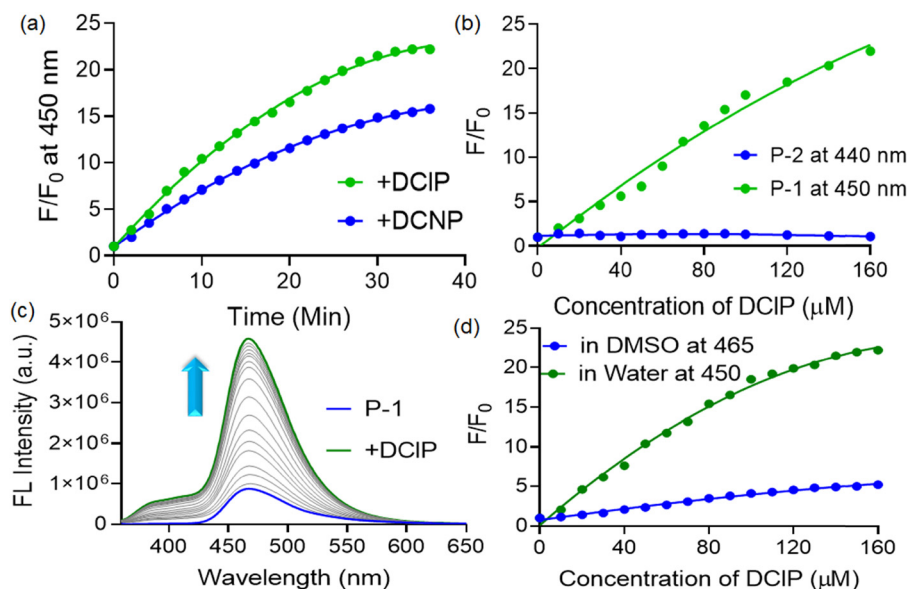 (a)
25
20
15
10
5
0
F/F0 at 450 nm
+DCIP
+DCNP
0 10 20 30 40
Time (Min)
(b)
25
20
15
10
5
0
F/F0
P-2 at 440 nm
P-1 at 450 nm
0 40 80 120 160
Concentration of DCIP (μM)
(c)
5×10⁶
4×10⁶
3×10⁶
2×10⁶
1×10⁶
0
FL Intensity (a.u.)
P-1
+DCIP
400 450 500 550 600 650
Wavelength (nm)
(d)
25
20
15
10
5
0
F/F0
in DMSO at 465
in Water at 450
0 40 80 120 160
Concentration of DCIP (μM)